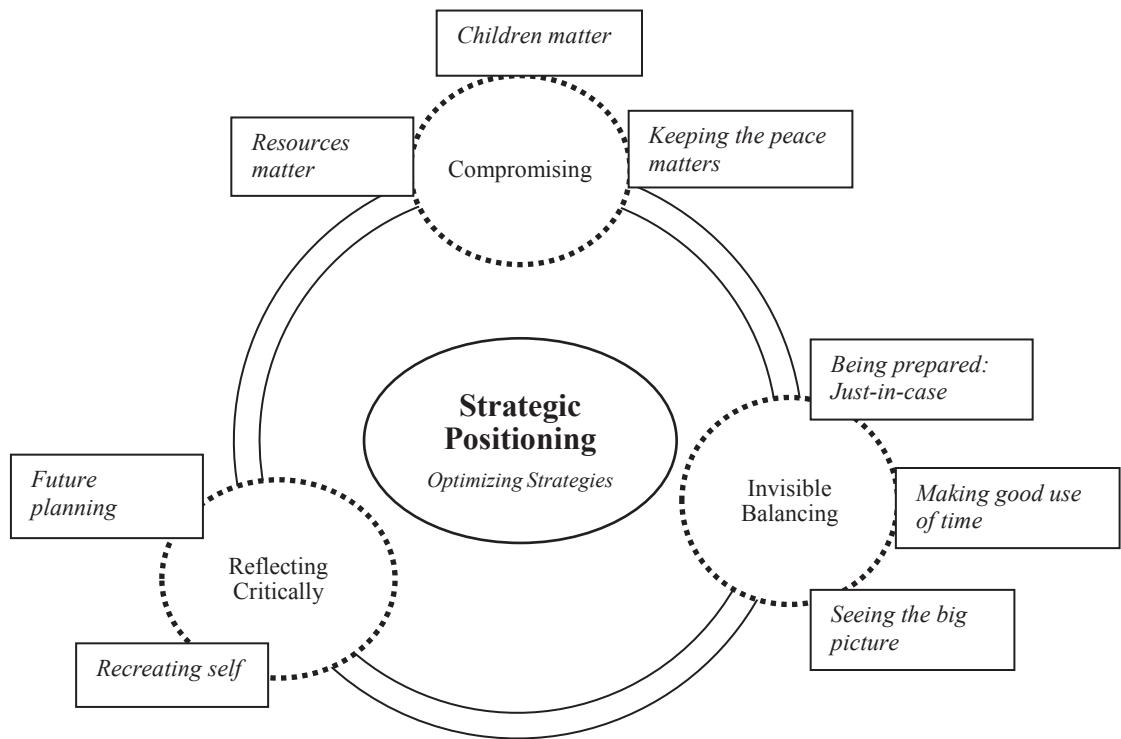 Children matter
Resources
matter
Compromising
Keeping the peace
matters
Strategic
Positioning
Optimizing Strategies
Being prepared:
Just-in-case
Invisible
Balancing
Making good use
of time
Seeing the big
picture
Future
planning
Reflecting
Critically
Recreating self